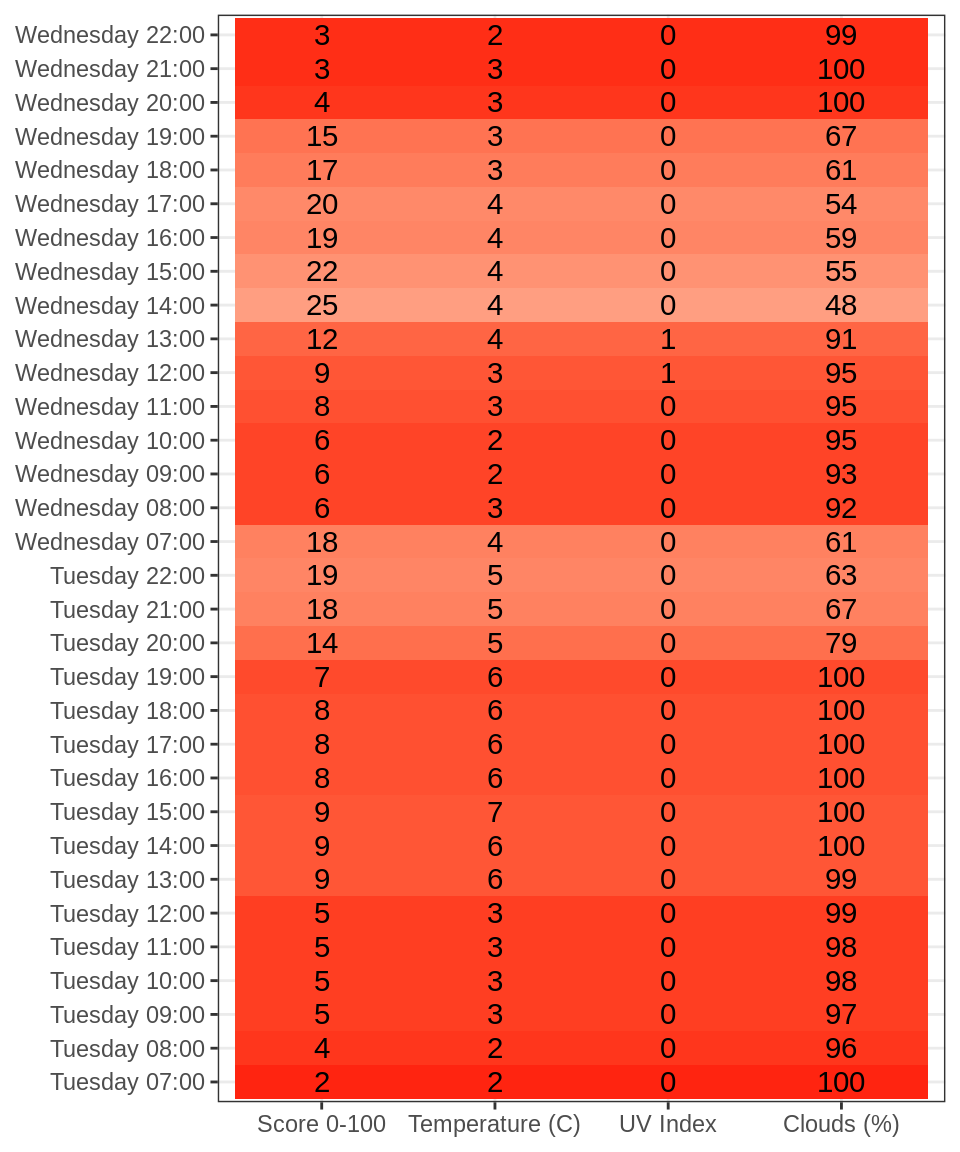 Wednesday 22:00 3 2 0 99
Wednesday 21:00 3 3 0 100
Wednesday 20:00 4 3 0 100
Wednesday 19:00 15 3 0 67
Wednesday 18:00 17 3 0 61
Wednesday 17:00 20 4 0 54
Wednesday 16:00 19 4 0 59
Wednesday 15:00 22 4 0 55
Wednesday 14:00 25 4 0 48
Wednesday 13:00 12 4 1 91
Wednesday 12:00 9 3 1 95
Wednesday 11:00 8 3 0 95
Wednesday 10:00 6 2 0 95
Wednesday 09:00 6 2 0 93
Wednesday 08:00 6 3 0 92
Wednesday 07:00 18 4 0 61
Tuesday 22:00 19 5 0 63
Tuesday 21:00 18 5 0 67
Tuesday 20:00 14 5 0 79
Tuesday 19:00 7 6 0 100
Tuesday 18:00 8 6 0 100
Tuesday 17:00 8 6 0 100
Tuesday 16:00 8 6 0 100
Tuesday 15:00 9 7 0 100
Tuesday 14:00 9 6 0 100
Tuesday 13:00 9 6 0 99
Tuesday 12:00 5 3 0 99
Tuesday 11:00 5 3 0 98
Tuesday 10:00 5 3 0 98
Tuesday 09:00 5 3 0 97
Tuesday 08:00 4 2 0 96
Tuesday 07:00 2 2 0 100
Score 0-100 Temperature (C) UV Index Clouds (%)